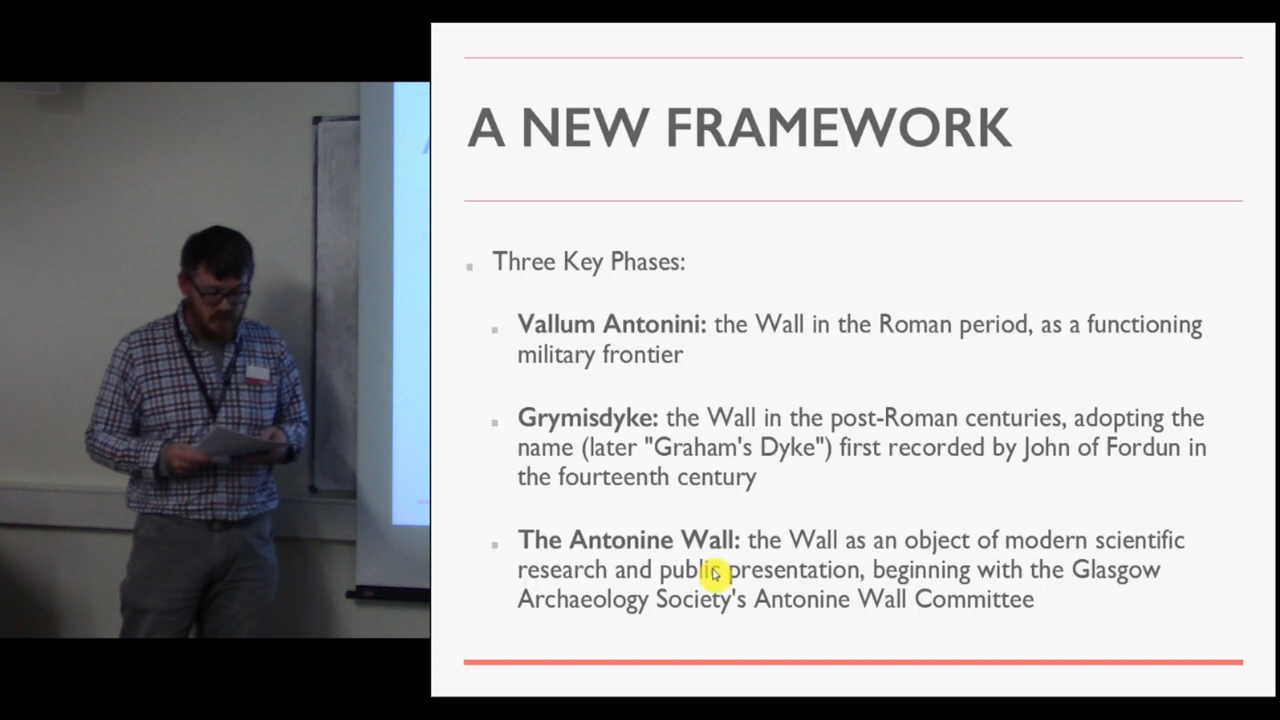 A NEW FRAMEWORK
Three Key Phases:
Vallum Antonini: the Wall in the Roman period, as a functioning
military frontier
Grymisdyke: the Wall in the post-Roman centuries, adopting the
name (later "Graham's Dyke") first recorded by John of Fordun in
the fourteenth century
The Antonine Wall: the Wall as an object of modern scientific
research and public presentation, beginning with the Glasgow
Archaeology Society's Antonine Wall Committee